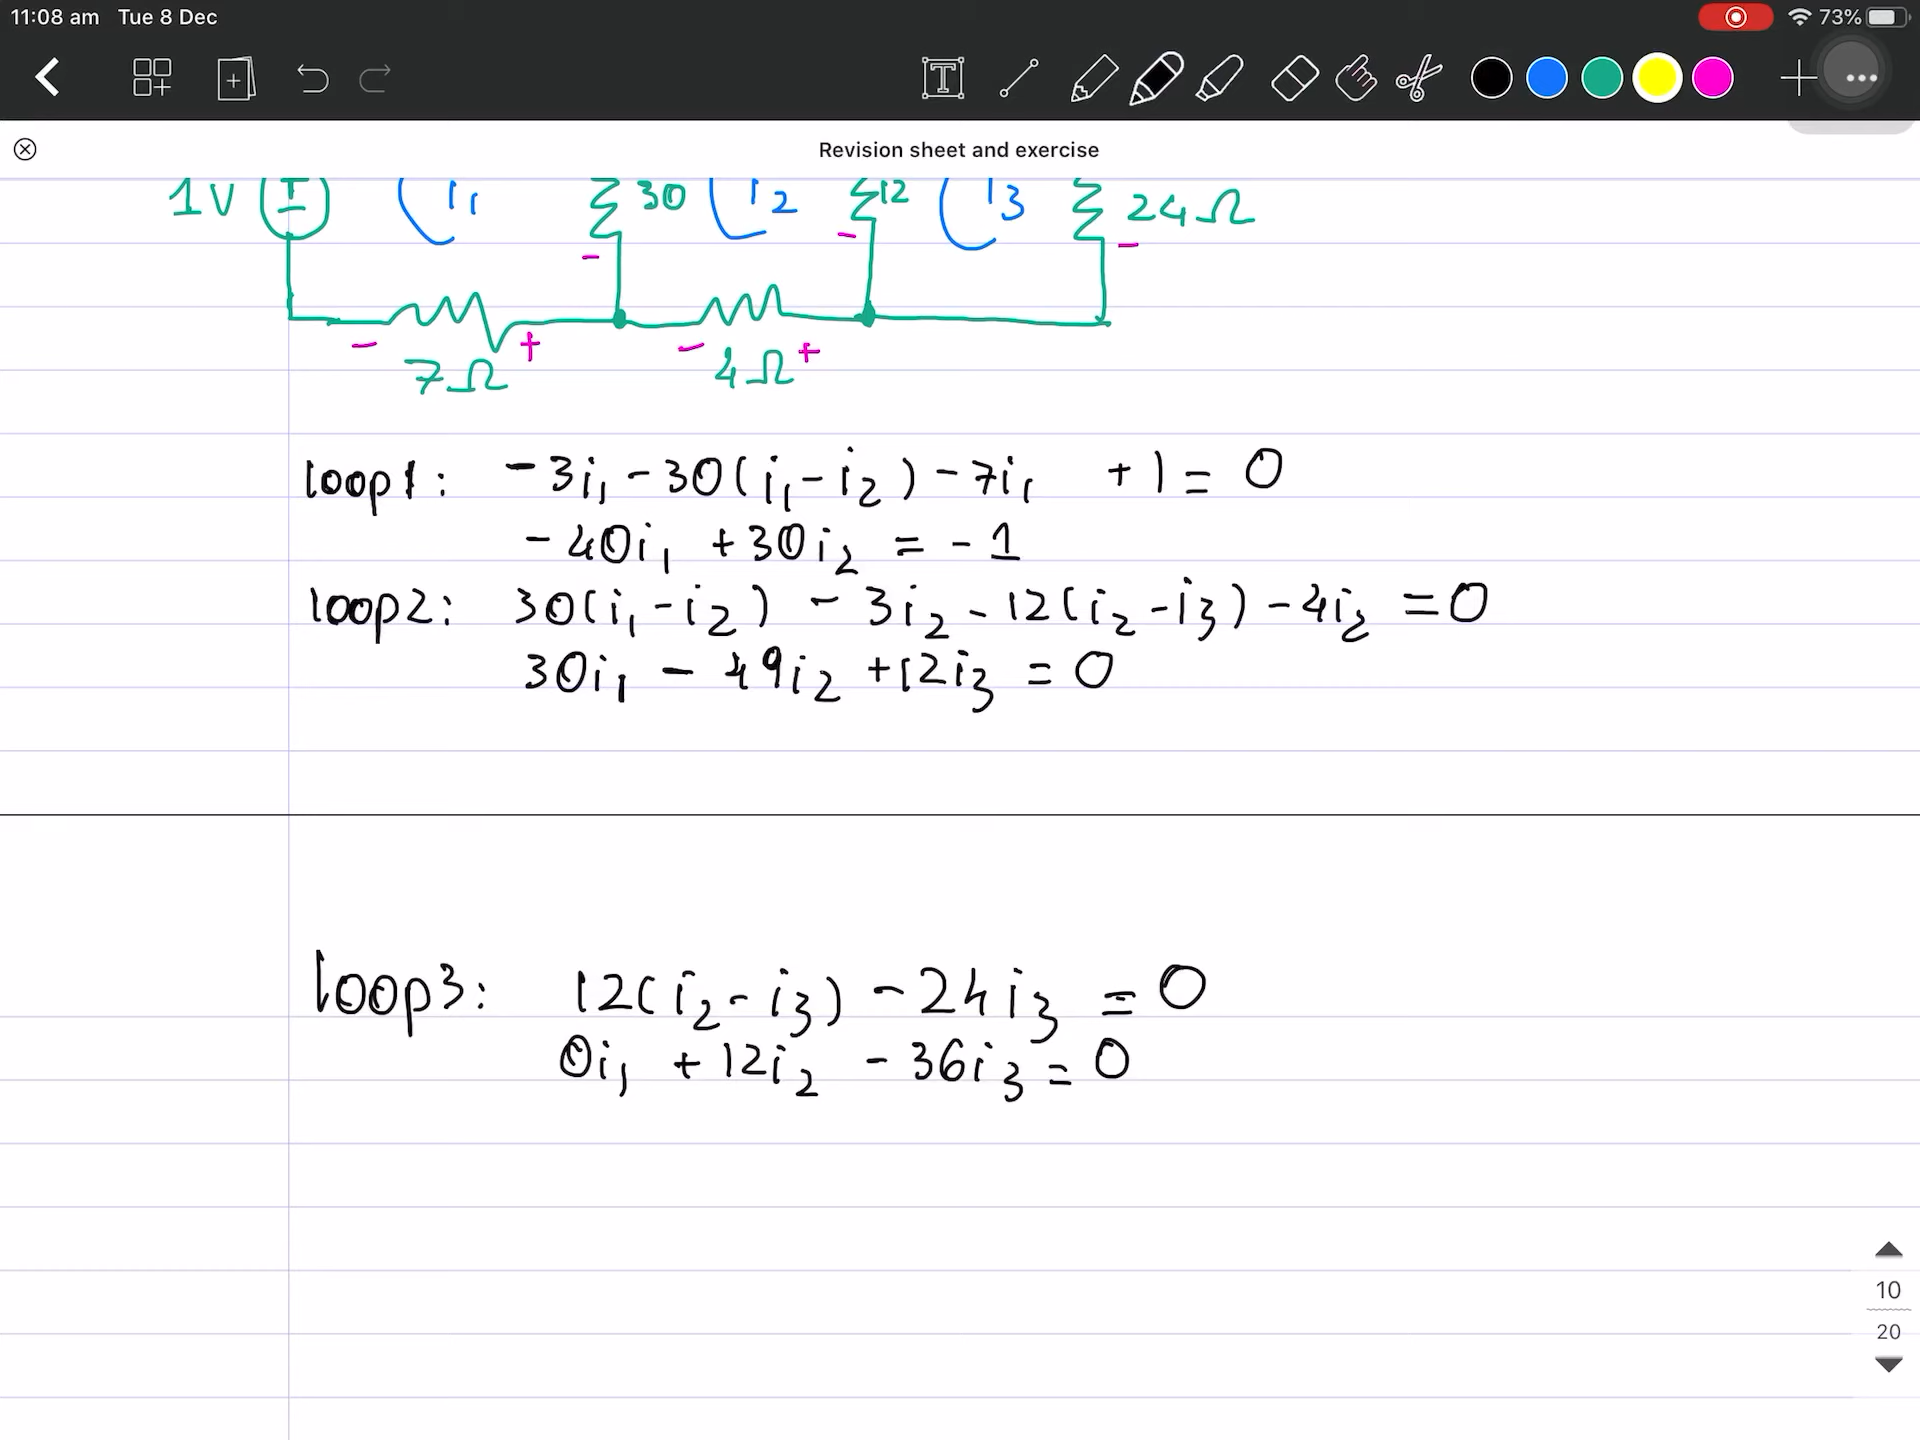 11:08 am Tue 8 Dec 73%
T
Revision sheet and exercise
1V i₁ 30 i₂ 12 i₃ 24Ω
- - -
- 7Ω + - 4Ω +
loop1: -3i₁ -30(i₁-i₂) -7i₁ +1 = 0
-40i₁ +30i₂ = -1
loop2: 30(i₁-i₂) - 3i₂ -12(i₂-i₃) -4i₂ = 0
30i₁ - 49i₂ +12i₃ = 0
loop3: 12(i₂-i₃) -24i₃ = 0
0i₁ +12i₂ -36i₃ = 0
10
20